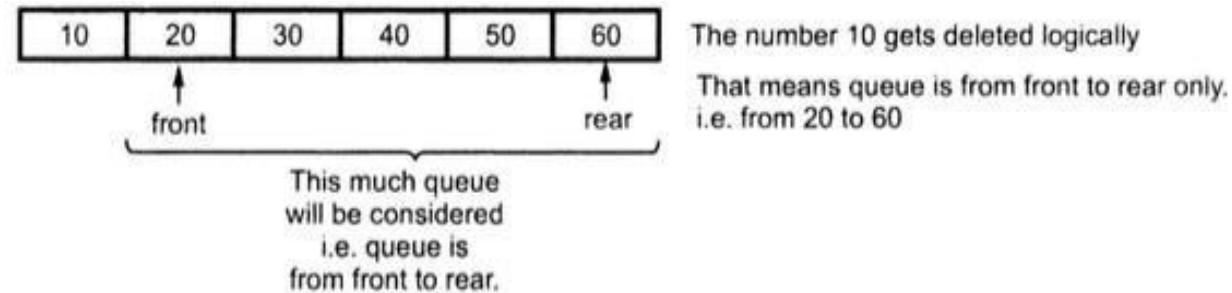 10 20 30 40 50 60
The number 10 gets deleted logically
That means queue is from front to rear only.
i.e. from 20 to 60
front
rear
This much queue
will be considered
i.e. queue is
from front to rear.